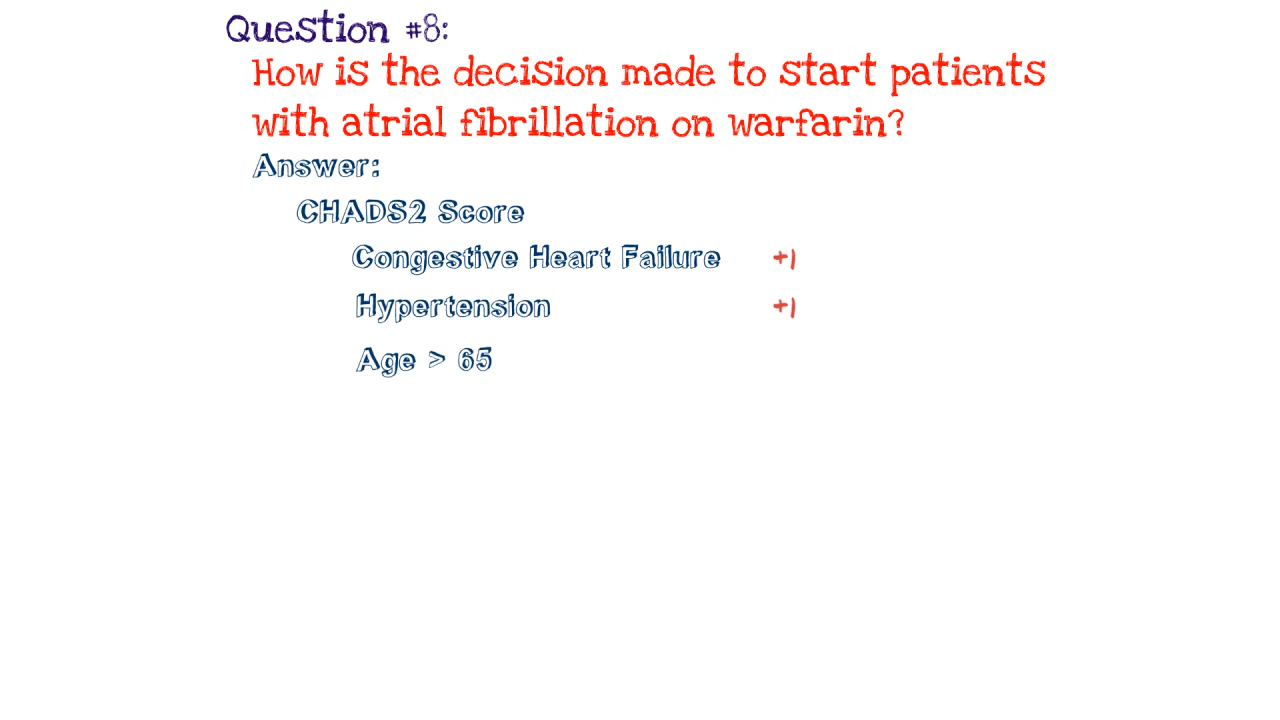 Question #8:
How is the decision made to start patients
with atrial fibrillation on warfarin?
Answer:
CHADS2 Score
Congestive Heart Failure +1
Hypertension +1
Age > 65